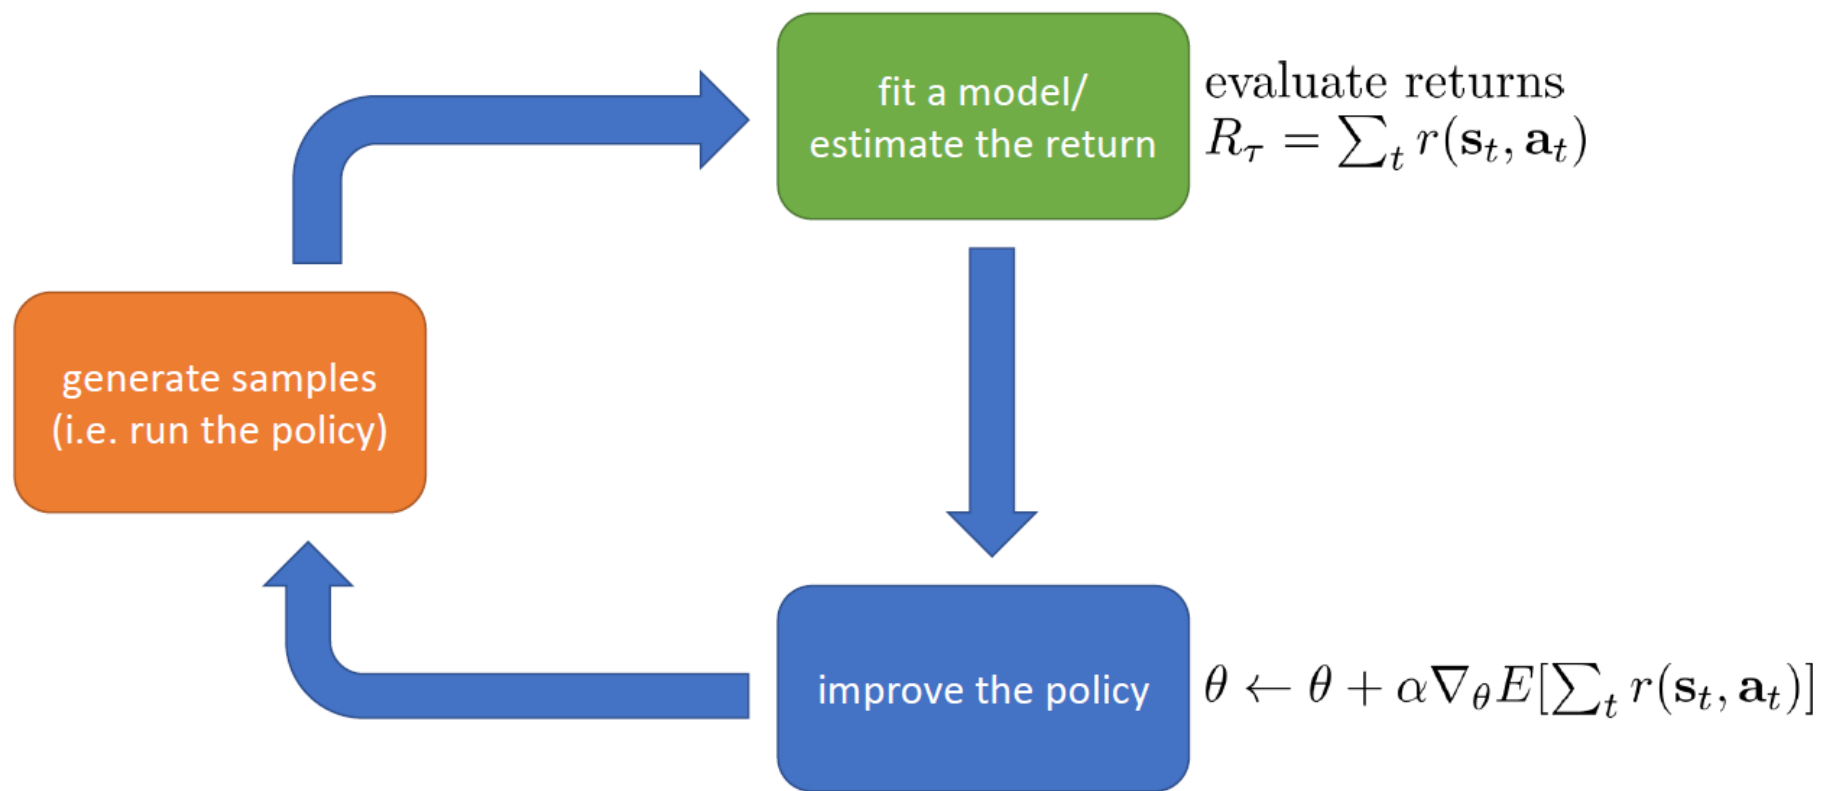 fit a model/
estimate the return
evaluate returns
R_τ = ∑_t r(s_t, a_t)
generate samples
(i.e. run the policy)
improve the policy
θ ← θ + α∇_θ E[∑_t r(s_t, a_t)]